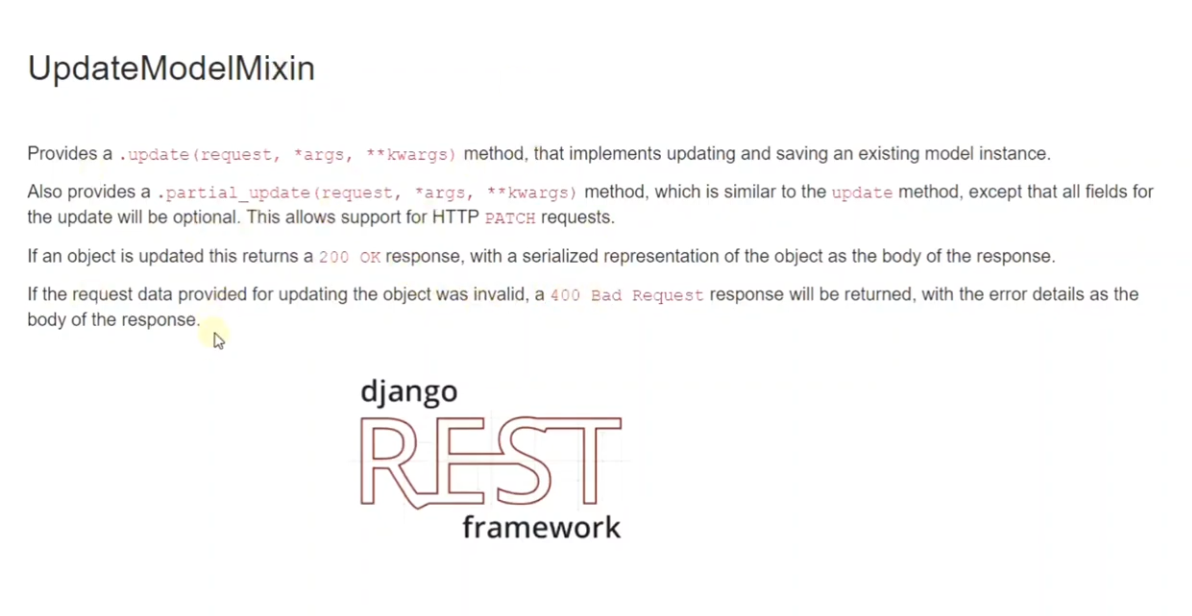 UpdateModelMixin
Provides a .update(request, *args, **kwargs) method, that implements updating and saving an existing model instance.
Also provides a .partial_update(request, *args, **kwargs) method, which is similar to the update method, except that all fields for
the update will be optional. This allows support for HTTP PATCH requests.
If an object is updated this returns a 200 OK response, with a serialized representation of the object as the body of the response.
If the request data provided for updating the object was invalid, a 400 Bad Request response will be returned, with the error details as the
body of the response.
django
REST
framework